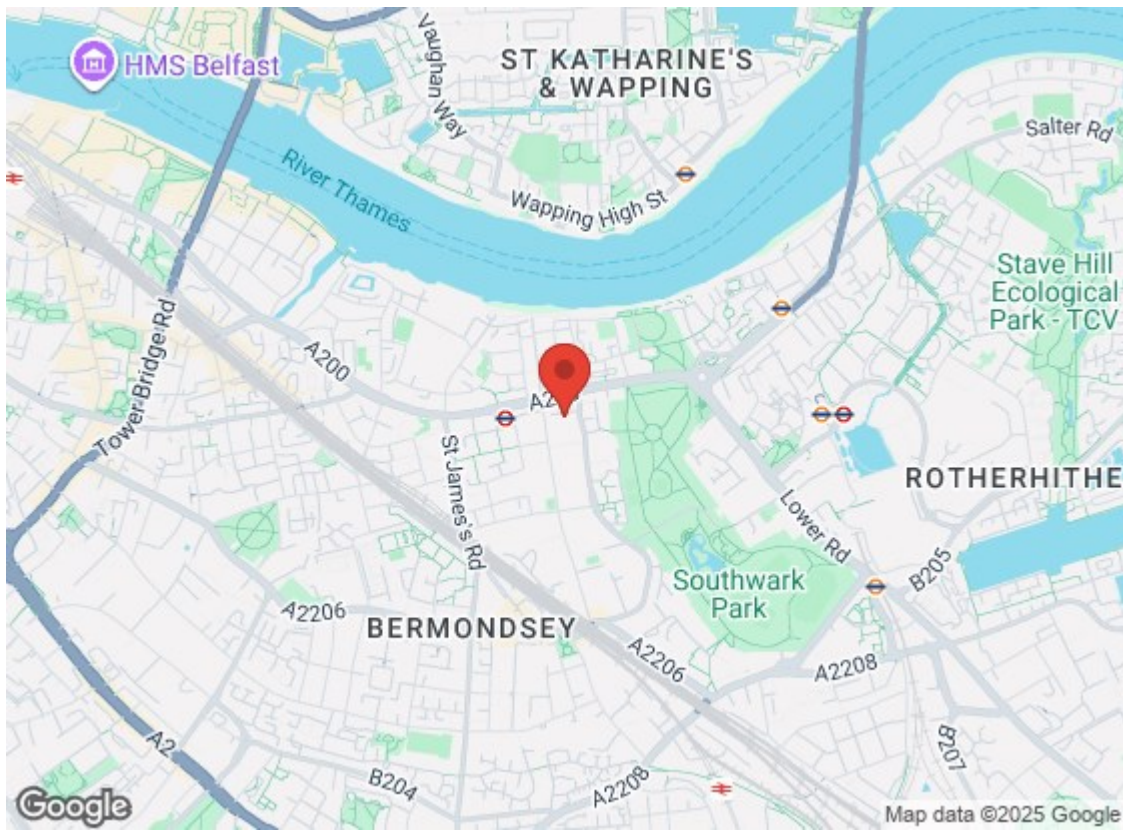 HMS Belfast
Vaughan Way
ST KATHARINE'S
& WAPPING
Salter Rd
River Thames
Wapping High St
Stave Hill
Ecological
Park - TCV
Tower Bridge Rd
A200
St James's Rd
ROTHERHITHE
Lower Rd
B205
Southwark
Park
A2206
BERMONDSEY
A2206
A2208
A2
B207
B204
A2208
Google
Map data ©2025 Google